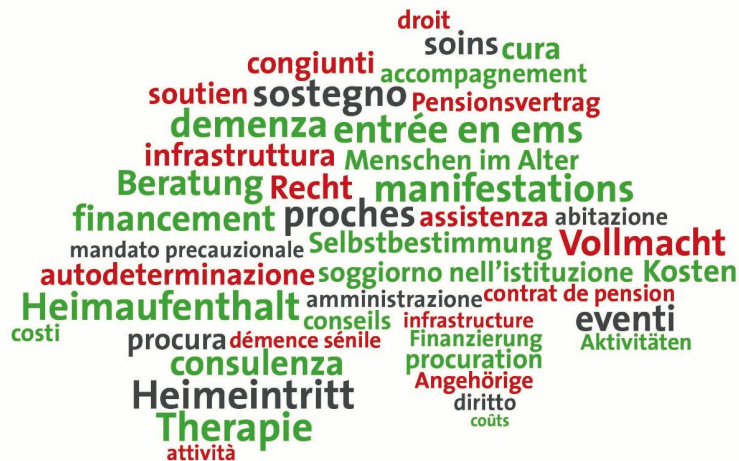 droit
soins cura
congiunti accompagnement
soutien sostegno Pensionsvertrag
demenza entrée en ems
infrastruttura Menschen im Alter
Beratung Recht manifestations
financement proches assistenza abitazione
mandato precauzionale Selbstbestimmung Vollmacht
autodeterminazione soggiorno nell'istituzione Kosten
Heimaufenthalt amministrazione contrat de pension
costi conseils infrastructure eventi
procura démence sénile Finanzierung Aktivitäten
consulenza procuration
Heimeintritt Angehörige
diritto
Therapie coûts
attività